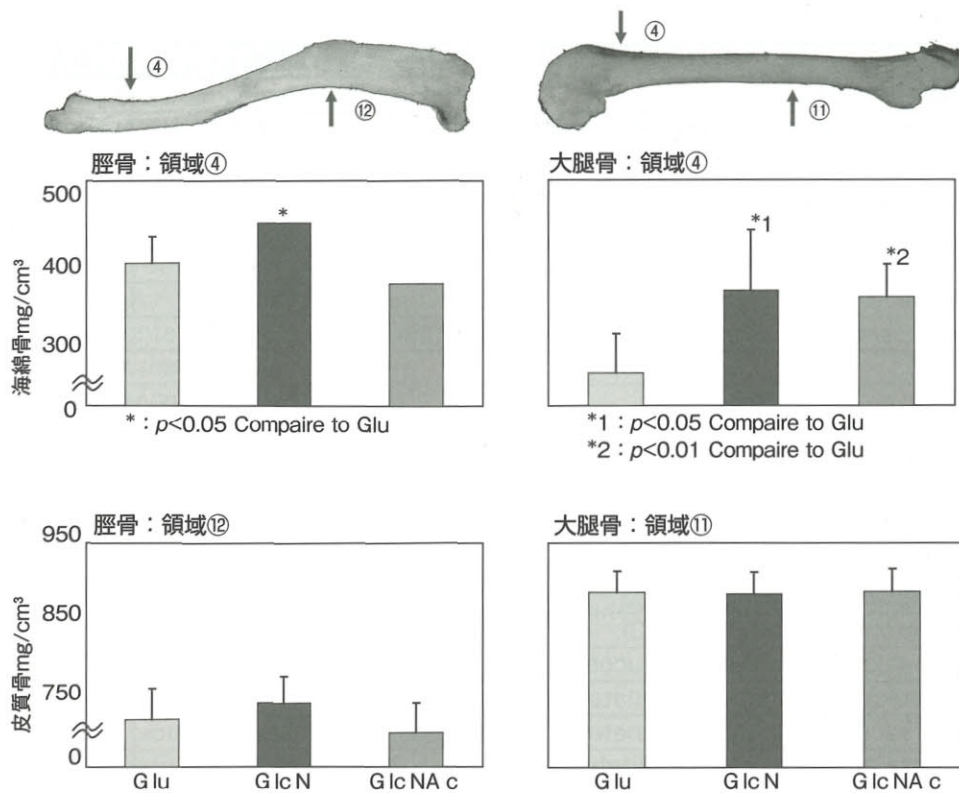 ④
⑫
④
⑪
脛骨：領域④
500
400
300
0
海綿骨mg/cm³
*
*：p<0.05 Compaire to Glu
大腿骨：領域④
*1
*2
*1：p<0.05 Compaire to Glu
*2：p<0.01 Compaire to Glu
脛骨：領域⑫
950
850
750
0
皮質骨mg/cm³
Glu
GlcN
GlcNAc
大腿骨：領域⑪
Glu
GlcN
GlcNAc